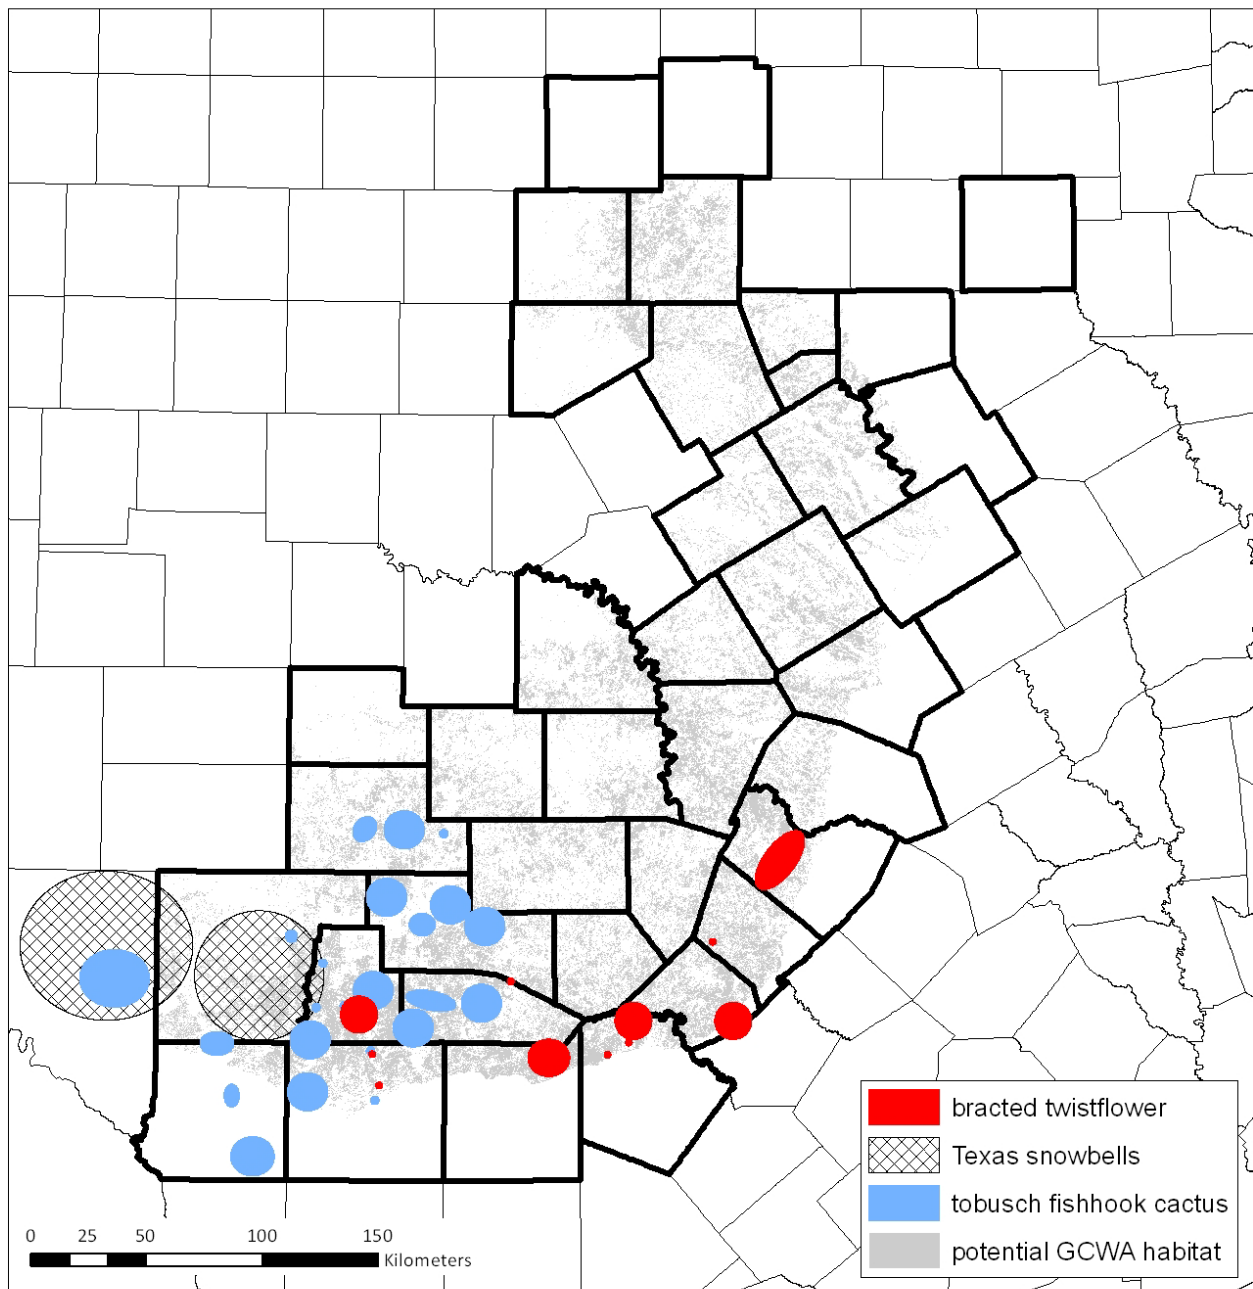 bracted twistflower
Texas snowbells
tobusch fishhook cactus
potential GCWA habitat
0 25 50 100 150
Kilometers